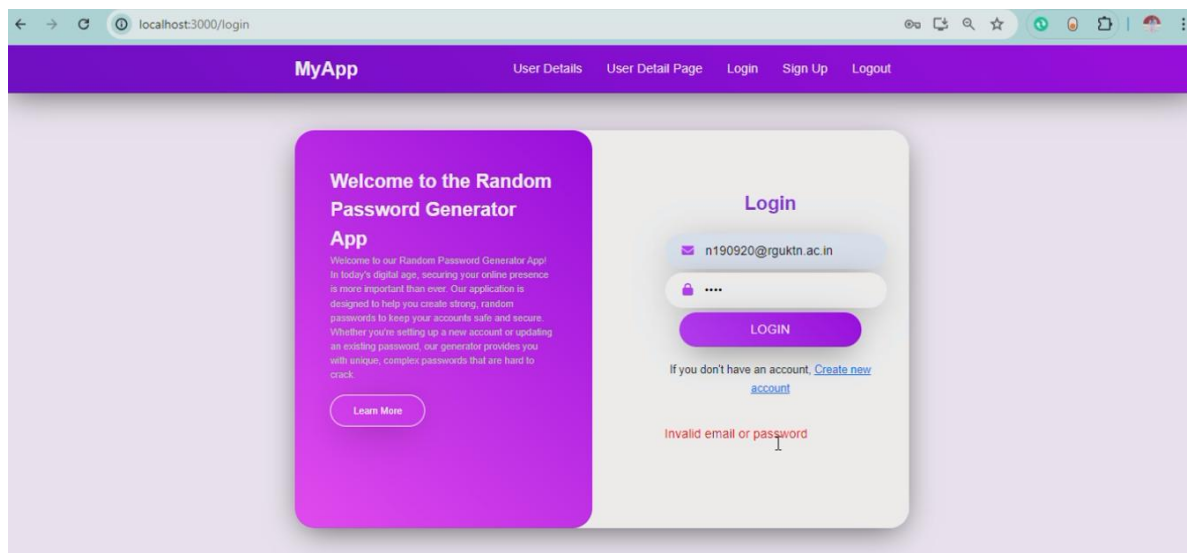 localhost:3000/login
MyApp
User Details User Detail Page Login Sign Up Logout
Welcome to the Random
Password Generator
App
Welcome to our Random Password Generator App!
In today's digital age, securing your online presence
is more important than ever. Our application is
designed to help you create strong, random
passwords to keep your accounts safe and secure.
Whether you're setting up a new account or updating
an existing password, our generator provides you
with unique, complex passwords that are hard to
crack.
Learn More
Login
n190920@rguktn.ac.in
••••
LOGIN
If you don't have an account, Create new
account
Invalid email or password